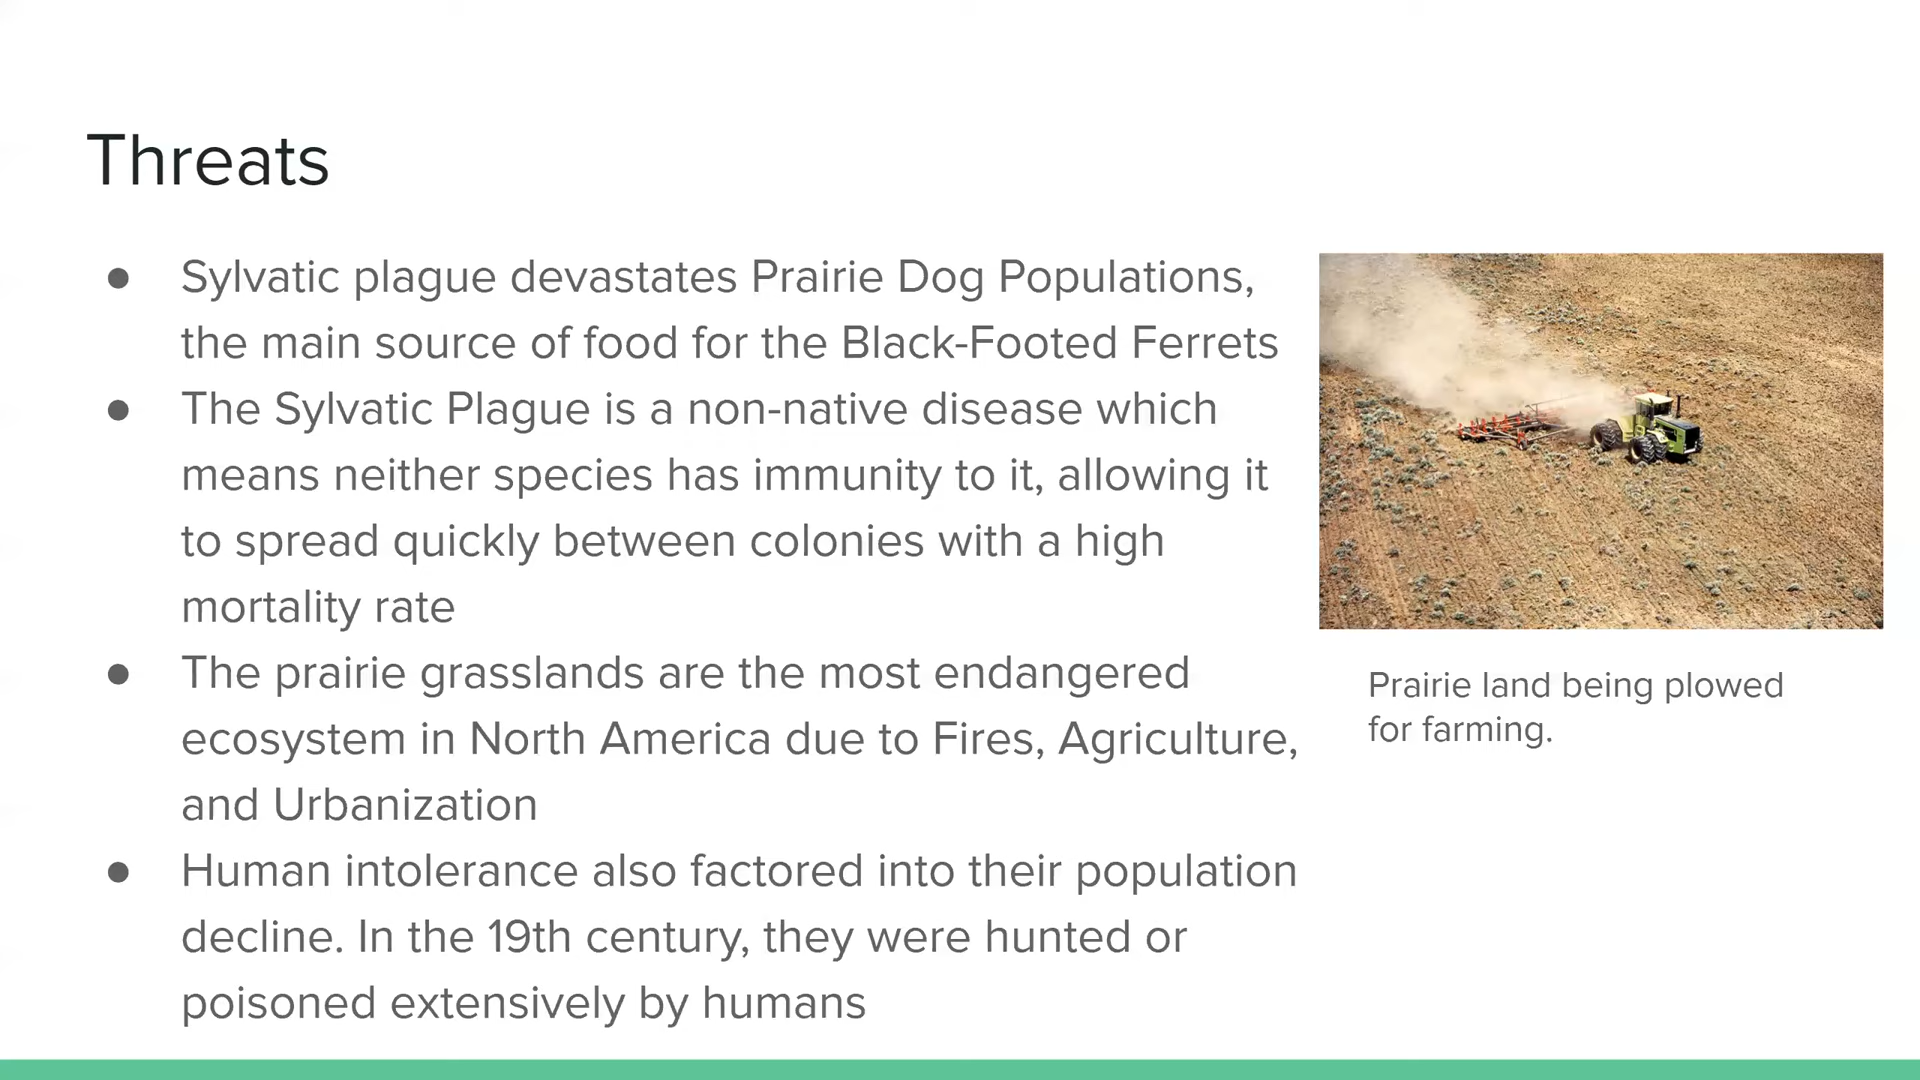 Threats
● Sylvatic plague devastates Prairie Dog Populations,
the main source of food for the Black-Footed Ferrets
● The Sylvatic Plague is a non-native disease which
means neither species has immunity to it, allowing it
to spread quickly between colonies with a high
mortality rate
● The prairie grasslands are the most endangered
ecosystem in North America due to Fires, Agriculture,
and Urbanization
● Human intolerance also factored into their population
decline. In the 19th century, they were hunted or
poisoned extensively by humans
Prairie land being plowed
for farming.